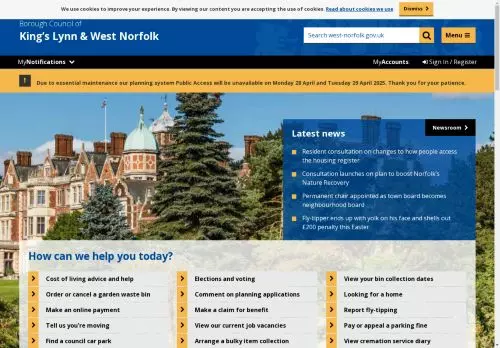 We use cookies to improve your experience. By viewing our content you are accepting the use of cookies. Read about cookies we use
Dismiss
Borough Council of
King's Lynn & West Norfolk
Search west-norfolk.gov.uk
Menu
MyNotifications
MyAccounts
Sign In / Register
Due to essential maintenance our planning system Public Access will be unavailable on Monday 28 April and Tuesday 29 April 2025. Thank you for your patience.
Newsroom
Latest news
Resident consultation on changes to how people access
the housing register
Consultation launches on plan to boost Norfolk's
Nature Recovery
Permanent chair appointed as town board becomes
neighbourhood board
Fly-tipper ends up with yolk on his face and shells out
£200 penalty this Easter
How can we help you today?
Cost of living advice and help
Elections and voting
View your bin collection dates
Order or cancel a garden waste bin
Comment on planning applications
Looking for a home
Make an online payment
Make a claim for benefit
Report fly-tipping
Tell us you're moving
View our current job vacancies
Pay or appeal a parking fine
Find a council car park
Arrange a bulky item collection
View cremation service diary